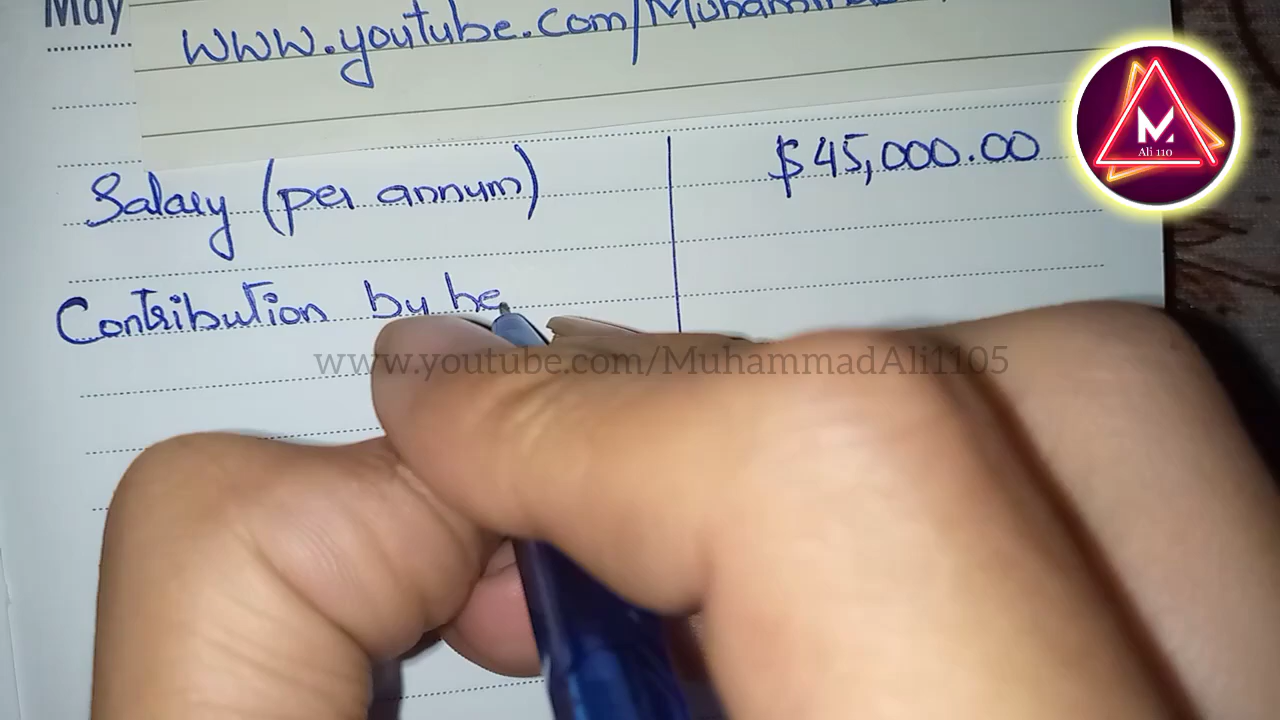 May
www.youtube.com/Muhammad
Salary (per annum) $45,000.00
Contribution by he
www.youtube.com/MuhammadAli1105
M
Ali 110